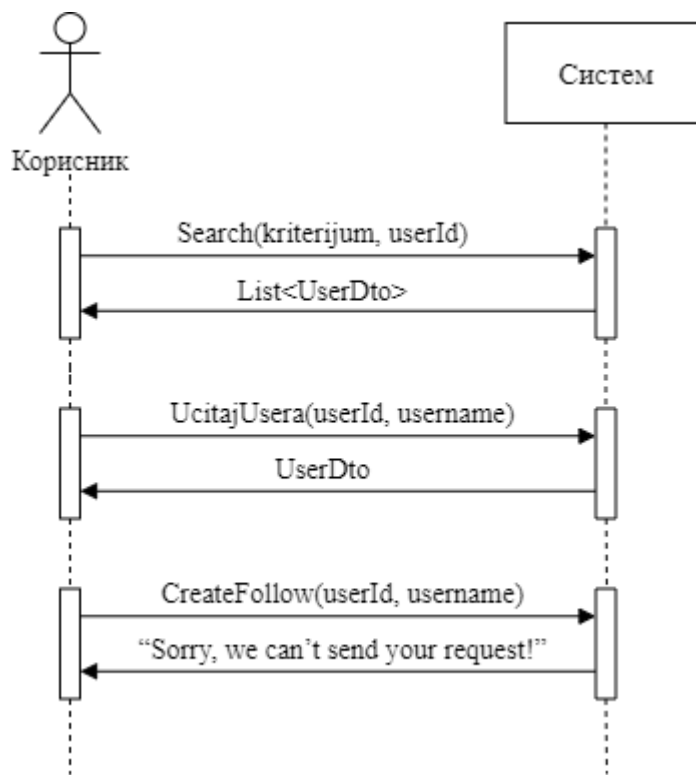 Систем
Корисник
Search(kriterijum, userId)
List<UserDto>
UcitajUsera(userId, username)
UserDto
CreateFollow(userId, username)
“Sorry, we can’t send your request!”